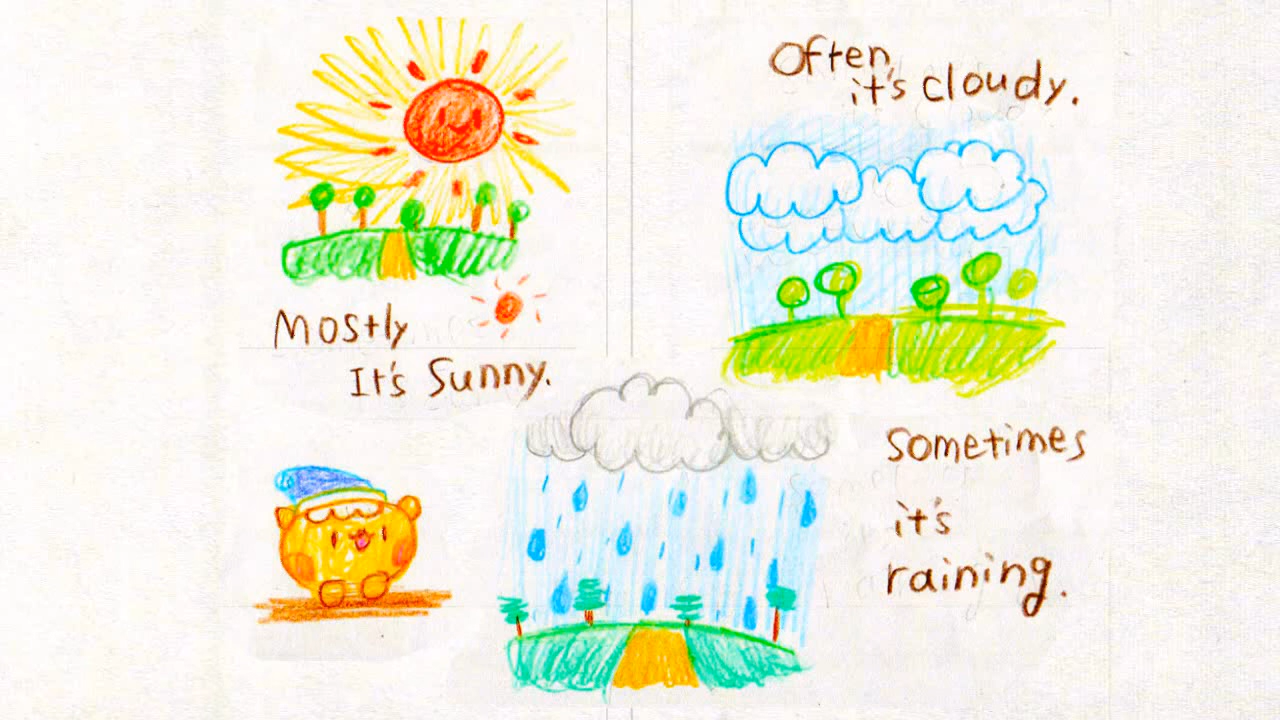 Mostly
It's Sunny.
Often,
it's cloudy.
Sometimes
it's
raining.